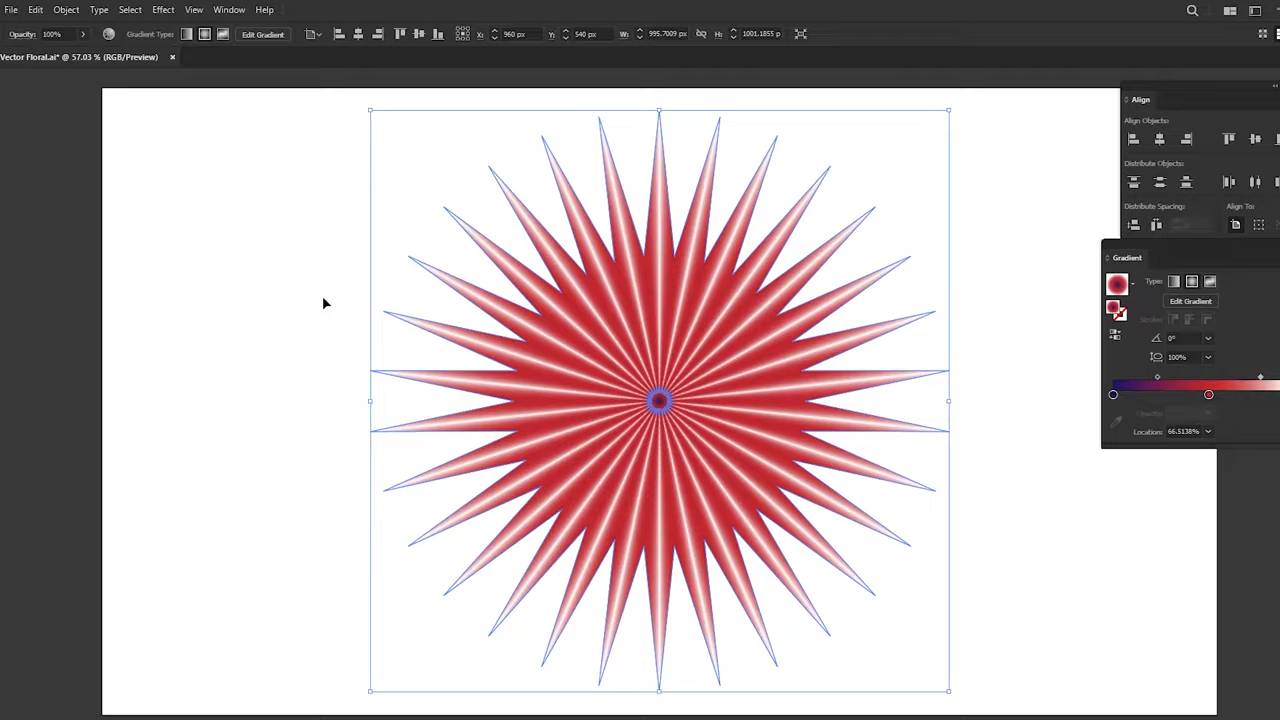 File Edit Object Type Select Effect View Window Help
Opacity: 100% Gradient Type: Edit Gradient X: 960 px Y: 540 px W: 995.7009 px H: 1001.1855 p
Vector Floral.ai* @ 57.03 % (RGB/Preview)
Align
Align Objects:
Distribute Objects:
Distribute Spacing: Align To:
Gradient
Type:
Edit Gradient
Stroke:
0°
100%
Opacity:
Location: 66.5138%